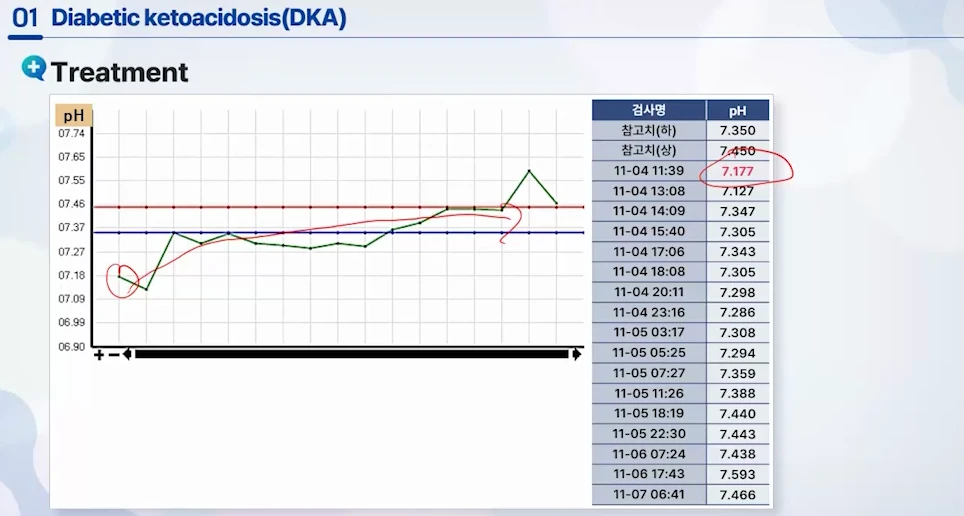 01 Diabetic ketoacidosis(DKA)
Treatment
pH
07.74
07.65
07.55
07.46
07.37
07.27
07.18
07.09
06.99
06.90
검사명 pH
참고치(하) 7.350
참고치(상) 7.450
11-04 11:39 7.177
11-04 13:08 7.127
11-04 14:09 7.347
11-04 15:40 7.305
11-04 17:06 7.343
11-04 18:08 7.305
11-04 20:11 7.298
11-04 23:16 7.286
11-05 03:17 7.308
11-05 05:25 7.294
11-05 07:27 7.359
11-05 11:26 7.388
11-05 18:19 7.440
11-05 22:30 7.443
11-06 07:24 7.438
11-06 17:43 7.593
11-07 06:41 7.466